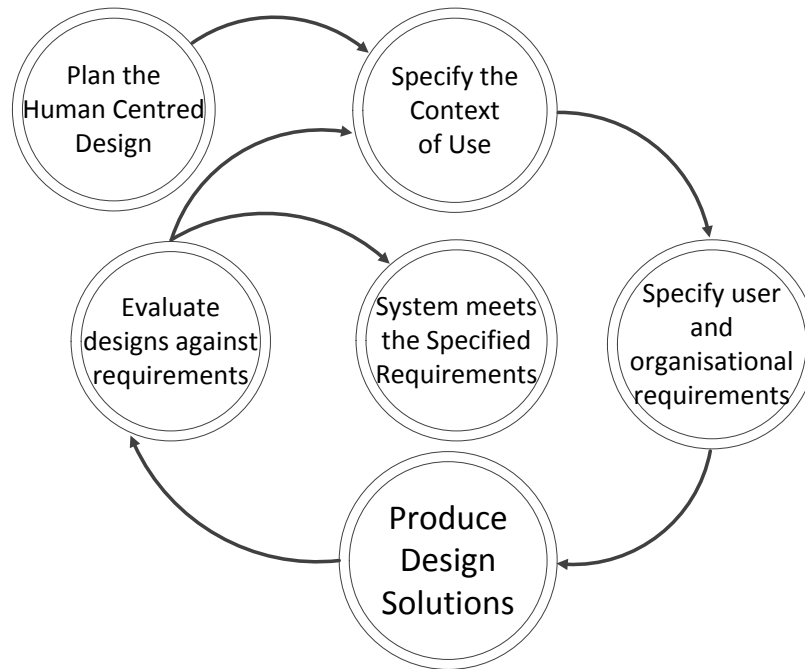 Plan the
Human Centred
Design
Specify the
Context
of Use
Evaluate
designs against
requirements
System meets
the Specified
Requirements
Specify user
and
organisational
requirements
Produce
Design
Solutions